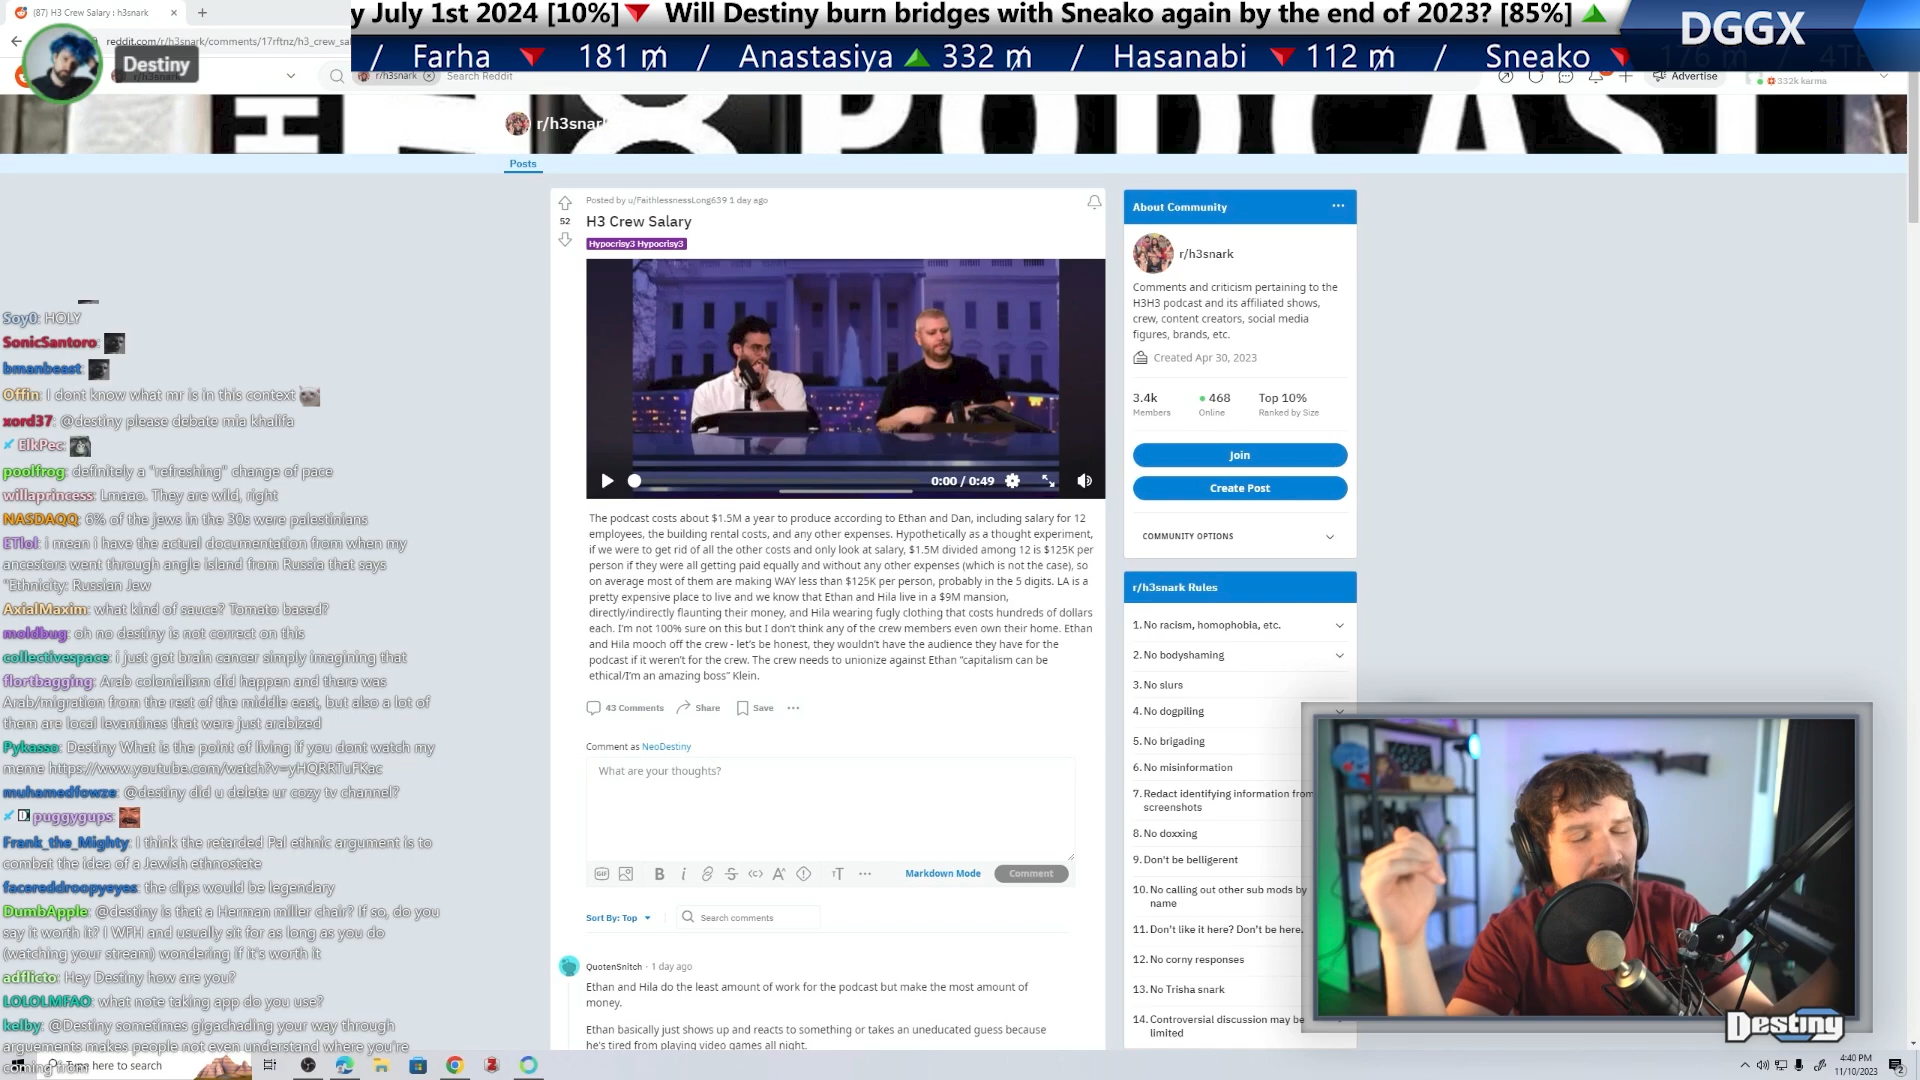 (87) H3 Crew Salary : h3snark
y July 1st 2024 [10%] Will Destiny burn bridges with Sneako again by the end of 2023? [85%]
DGGX
reddit.com/r/h3snark/comments/17rftnz/h3_crew_sal
/ Farha 181 m / Anastasiya 332 m / Hasanabi 112 m / Sneako 176 m / 4TH
Destiny
r/h3snark
Search Reddit
Advertise
332k karma
H3 PODCAST
r/h3snark
Posts
Posted by u/FaithlessnessLong639 1 day ago
52
H3 Crew Salary
Hypocrisy3 Hypocrisy3
0:00 / 0:49
The podcast costs about $1.5M a year to produce according to Ethan and Dan, including salary for 12
employees, the building rental costs, and any other expenses. Hypothetically as a thought experiment,
if we were to get rid of all the other costs and only look at salary, $1.5M divided among 12 is $125K per
person if they were all getting paid equally and without any other expenses (which is not the case), so
on average most of them are making WAY less than $125K per person, probably in the 5 digits. LA is a
pretty expensive place to live and we know that Ethan and Hila live in a $9M mansion,
directly/indirectly flaunting their money, and Hila wearing fugly clothing that costs hundreds of dollars
each. I'm not 100% sure on this but I don't think any of the crew members even own their home. Ethan
and Hila mooch off the crew - let's be honest, they wouldn't have the audience they have for the
podcast if it weren't for the crew. The crew needs to unionize against Ethan "capitalism can be
ethical/I'm an amazing boss" Klein.
43 Comments
Share
Save
Comment as NeoDestiny
What are your thoughts?
Markdown Mode
Comment
Sort By: Top
Search comments
QuotenSnitch · 1 day ago
Ethan and Hila do the least amount of work for the podcast but make the most amount of
money.
Ethan basically just shows up and reacts to something or takes an uneducated guess because
he's tired from playing video games all night.
About Community
r/h3snark
Comments and criticism pertaining to the
H3H3 podcast and its affiliated shows,
crew, content creators, social media
figures, brands, etc.
Created Apr 30, 2023
3.4k
468
Top 10%
Members
Online
Ranked by Size
Join
Create Post
COMMUNITY OPTIONS
r/h3snark Rules
1. No racism, homophobia, etc.
2. No bodyshaming
3. No slurs
4. No dogpiling
5. No brigading
6. No misinformation
7. Redact identifying information from
screenshots
8. No doxxing
9. Don't be belligerent
10. No calling out other sub mods by
name
11. Don't like it here? Don't be here.
12. No corny responses
13. No Trisha snark
14. Controversial discussion may be
limited
Soy0: HOLY
SonicSantoro:
bmanbeast:
Offin: I dont know what mr is in this context
xord37: @destiny please debate mia khalifa
ElkPec:
poolfrog: definitely a "refreshing" change of pace
willaprincess: Lmaao. They are wild, right
NASDAQQ: 6% of the jews in the 30s were palestinians
ETlol: i mean i have the actual documentation from when my
ancestors went through angle island from Russia that says
"Ethnicity: Russian Jew
AxialMaxim: what kind of sauce? Tomato based?
moldbug: oh no destiny is not correct on this
collectivespace: i just got brain cancer simply imagining that
flortbagging: Arab colonialism did happen and there was
Arab/migration from the rest of the middle east, but also a lot of
them are local levantines that were just arabized
Pykasso: Destiny What is the point of living if you dont watch my
meme https://www.youtube.com/watch?v=yHQRRTuFKac
muhamedfowze: @destiny did u delete ur cozy tv channel?
puggygups:
Frank_the_Mighty: I think the retarded Pal ethnic argument is to
combat the idea of a Jewish ethnostate
facereddroopyeyes: the clips would be legendary
DumbApple: @destiny is that a Herman miller chair? If so, do you
say it worth it? I WFH and usually sit for as long as you do
(watching your stream) wondering if it's worth it
adflicto: Hey Destiny how are you?
LOLOLMFAO: what note taking app do you use?
kelby: @Destiny sometimes gigachading your way through
arguements makes people not even understand where you're
coming from
Type here to search
Destiny
4:40 PM
11/10/2023